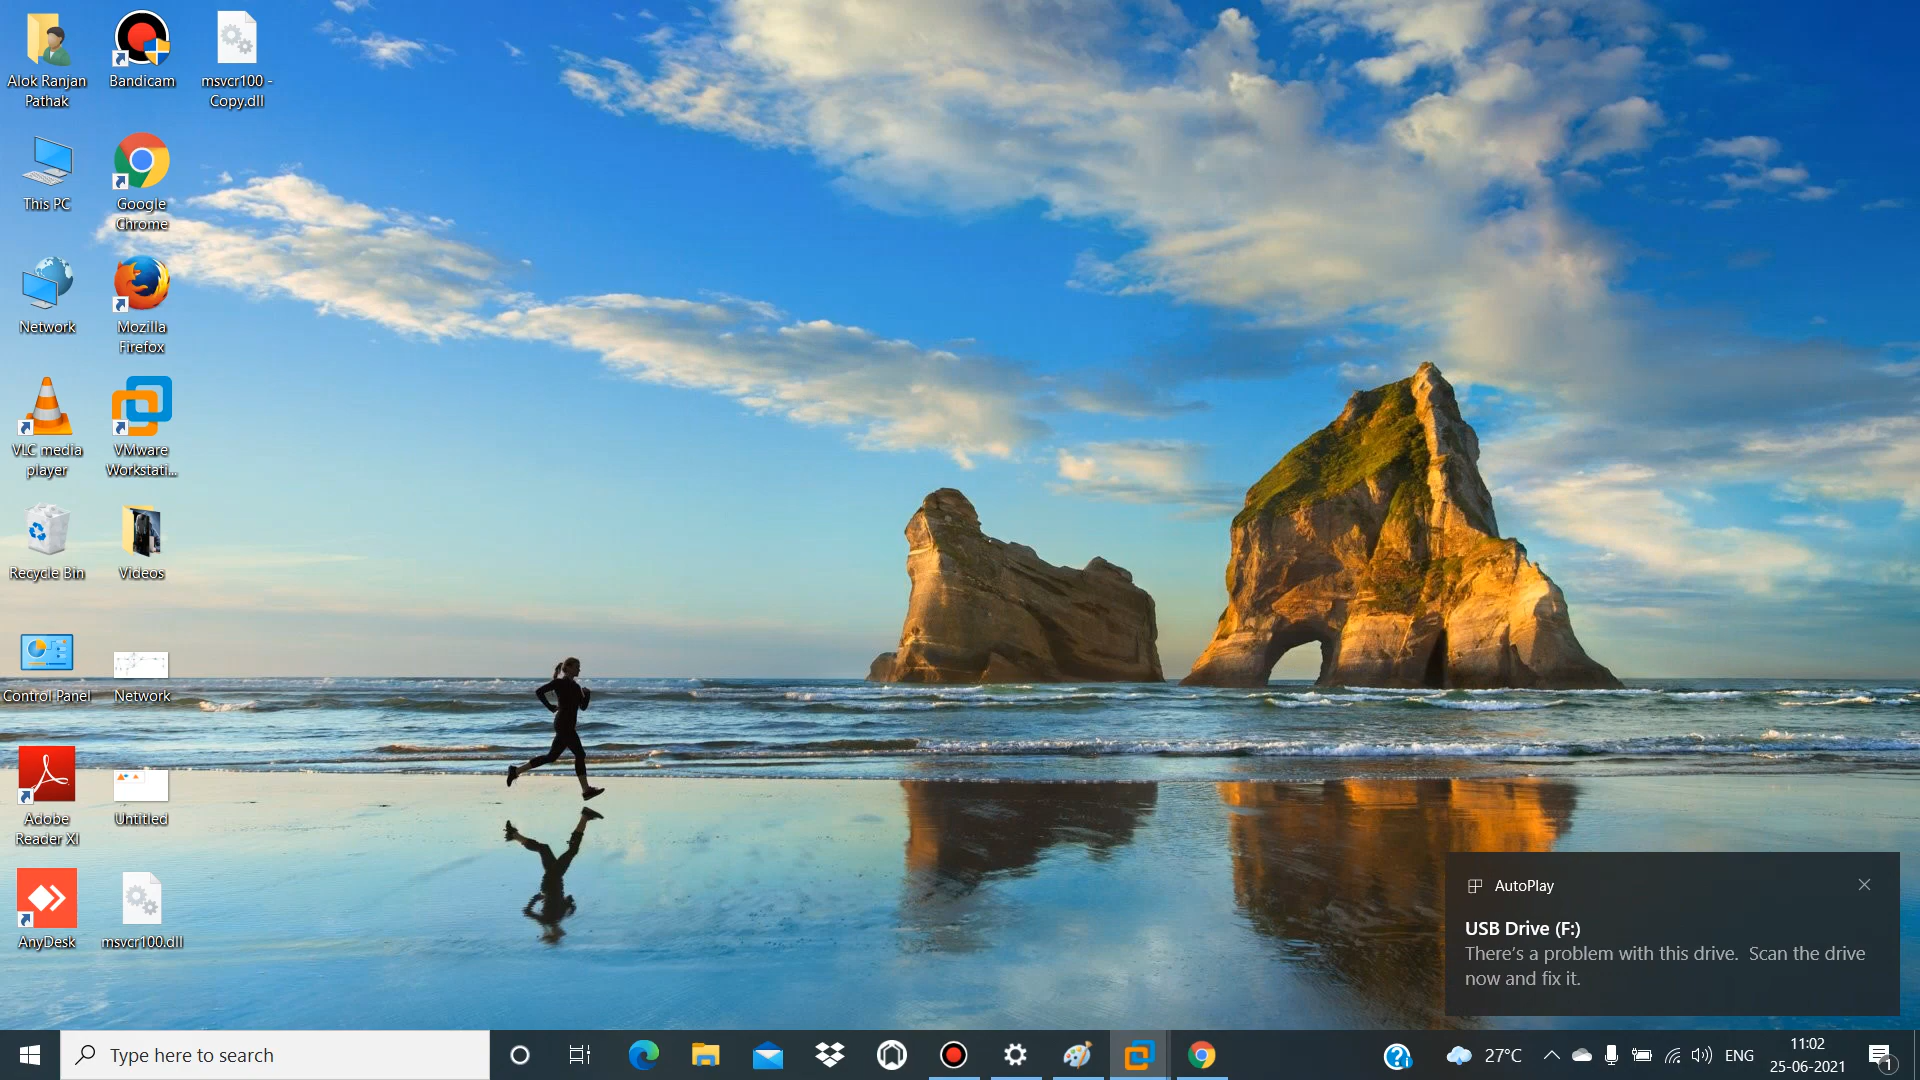 Alok Ranjan
Pathak
Bandicam
msvcr100 -
Copy.dll
This PC
Google
Chrome
Network
Mozilla
Firefox
VLC media
player
VMware
Workstati...
Recycle Bin
Videos
Control Panel
Network
Adobe
Reader XI
Untitled
AnyDesk
msvcr100.dll
AutoPlay
USB Drive (F:)
There's a problem with this drive.  Scan the drive
now and fix it.
Type here to search
27°C
ENG
11:02
25-06-2021
1